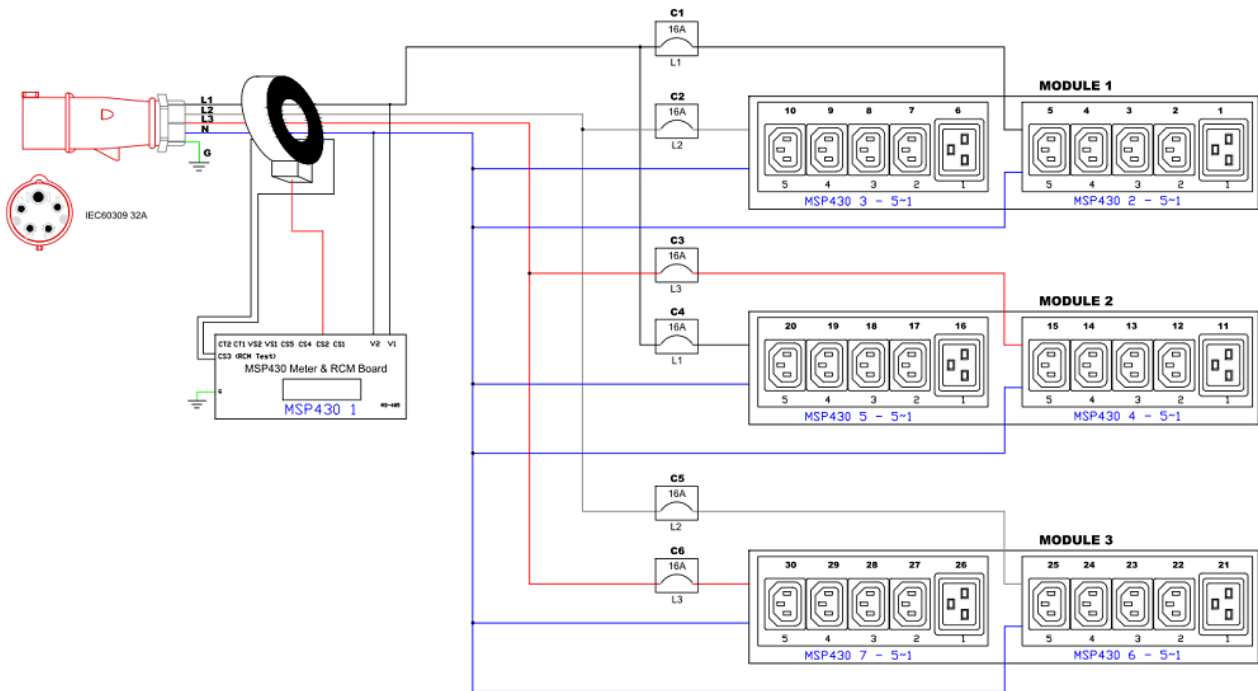 C1
16A
L1
C2
16A
L2
L1
L2
L3
N
G
IEC60309 32A
MODULE 1
10 9 8 7 6 5 4 3 2 1
5 4 3 2 1 5 4 3 2 1
MSP430 3 - 5~1 MSP430 2 - 5~1
C3
16A
L3
C4
16A
L1
MODULE 2
20 19 18 17 16 15 14 13 12 11
5 4 3 2 1 5 4 3 2 1
MSP430 5 - 5~1 MSP430 4 - 5~1
CT2 CT1 VS2 VS1 CS5 CS4 CS2 CS1 V2 V1
CS3 (RCM Test)
MSP430 Meter & RCM Board
G
MSP430 1 RS-485
C5
16A
L2
C6
16A
L3
MODULE 3
30 29 28 27 26 25 24 23 22 21
5 4 3 2 1 5 4 3 2 1
MSP430 7 - 5~1 MSP430 6 - 5~1